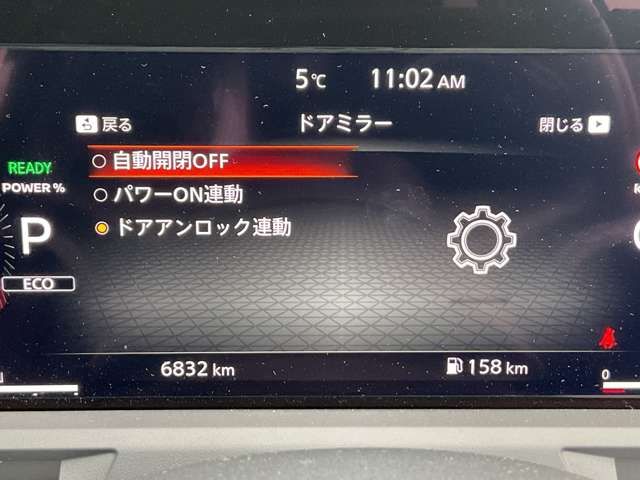 5℃ 11:02 AM
戻る ドアミラー 閉じる
自動開閉OFF
READY
POWER %
パワーON連動
P
ドアアンロック連動
ECO
6832 km 158 km
0